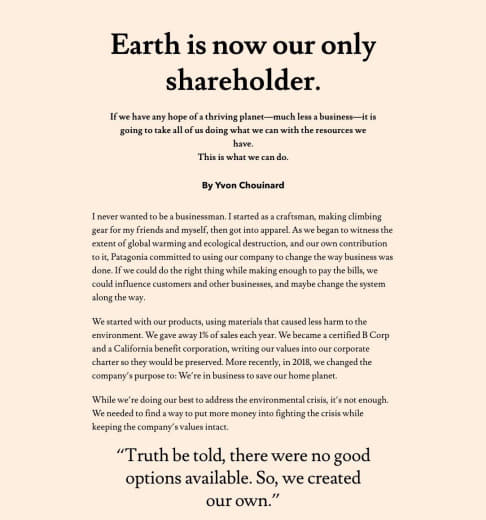 Earth is now our only
shareholder.
If we have any hope of a thriving planet—much less a business—it is
going to take all of us doing what we can with the resources we
have.
This is what we can do.
By Yvon Chouinard
I never wanted to be a businessman. I started as a craftsman, making climbing
gear for my friends and myself, then got into apparel. As we began to witness the
extent of global warming and ecological destruction, and our own contribution
to it, Patagonia committed to using our company to change the way business was
done. If we could do the right thing while making enough to pay the bills, we
could influence customers and other businesses, and maybe change the system
along the way.
We started with our products, using materials that caused less harm to the
environment. We gave away 1% of sales each year. We became a certified B Corp
and a California benefit corporation, writing our values into our corporate
charter so they would be preserved. More recently, in 2018, we changed the
company’s purpose to: We’re in business to save our home planet.
While we’re doing our best to address the environmental crisis, it’s not enough.
We needed to find a way to put more money into fighting the crisis while
keeping the company’s values intact.
“Truth be told, there were no good
options available. So, we created
our own.”